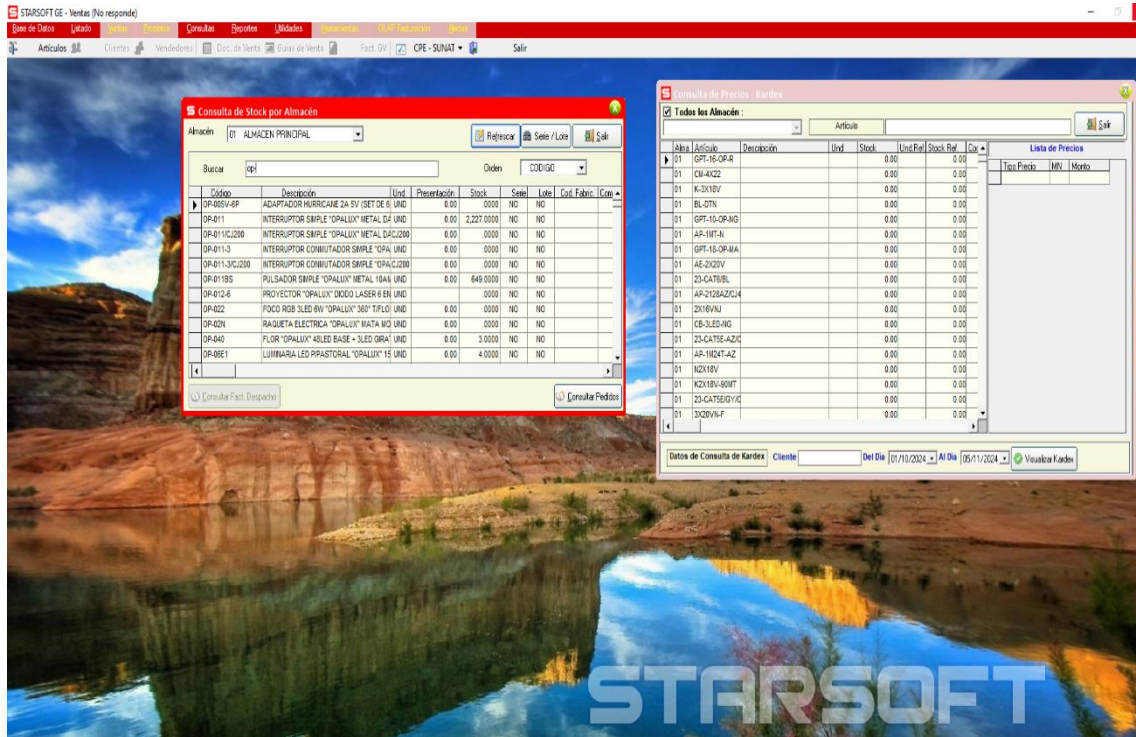 STARSOFT GE - Ventas (No responde)
Base de Datos Listado Ventas Procesos Consultas Reportes Utilidades Herramientas OLAP Facturación Alertas
Artículos Clientes Vendedores Doc. de Venta Guias de Venta Fact. GV CPE - SUNAT Salir
Consulta de Stock por Almacén
Almacén 01 ALMACEN PRINCIPAL Refrescar Serie / Lote Salir
Buscar op Orden CODIGO
Código Descripción Und. Presentación Stock Serie Lote Cod. Fabric. Com
OP-005V-6P ADAPTADOR HURRICANE 2A 5V (SET DE 6 UND 0.00 .0000 NO NO
OP-011 INTERRUPTOR SIMPLE "OPALUX" METAL DA UND 0.00 2,227.0000 NO NO
OP-011/CJ200 INTERRUPTOR SIMPLE "OPALUX" METAL DA CJ200 0.00 .0000 NO NO
OP-011-3 INTERRUPTOR CONMUTADOR SIMPLE "OPA UND 0.00 .0000 NO NO
OP-011-3/CJ200 INTERRUPTOR CONMUTADOR SIMPLE "OPA CJ200 0.00 .0000 NO NO
OP-011BS PULSADOR SIMPLE "OPALUX" METAL 10AM UND 0.00 649.0000 NO NO
OP-012-6 PROYECTOR "OPALUX" DIODO LASER 6 EN UND .0000 NO NO
OP-022 FOCO RGB 3LED 6W "OPALUX" 360° T/FLO UND 0.00 .0000 NO NO
OP-02N RAQUETA ELECTRICA "OPALUX" MATA MO UND 0.00 .0000 NO NO
OP-040 FLOR "OPALUX" 48LED BASE + 3LED GIRAT UND 0.00 3.0000 NO NO
OP-06E1 LUMINARIA LED P/PASTORAL "OPALUX" 15 UND 0.00 4.0000 NO NO
Consultar Fact. Despacho Consultar Pedidos
Consulta de Precios - Kardex
Todos los Almacén :
Artículo Salir
Alma Artículo Descripción Und Stock Und.Ref Stock Ref. Lista de Precios
Tipo Precio MN Monto
01 GPT-16-OP-R 0.00 0.00
01 CM-4X22 0.00 0.00
01 K-3X18V 0.00 0.00
01 BL-DTN 0.00 0.00
01 GPT-10-OP-NG 0.00 0.00
01 AP-1MT-N 0.00 0.00
01 GPT-18-OP-MA 0.00 0.00
01 AE-2X20V 0.00 0.00
01 23-CAT6/BL 0.00 0.00
01 AP-2128AZ/CJ4 0.00 0.00
01 2X16VNJ 0.00 0.00
01 CB-3LED-NG 0.00 0.00
01 23-CAT5E-AZ/C 0.00 0.00
01 AP-1M24T-AZ 0.00 0.00
01 N2X18V 0.00 0.00
01 K2X18V-90MT 0.00 0.00
01 23-CAT5E/GY/C 0.00 0.00
01 3X20VN-F 0.00 0.00
Datos de Consulta de Kardex Cliente Del Dia 01/10/2024 Al Dia 05/11/2024 Visualizar Kardex
STARSOFT